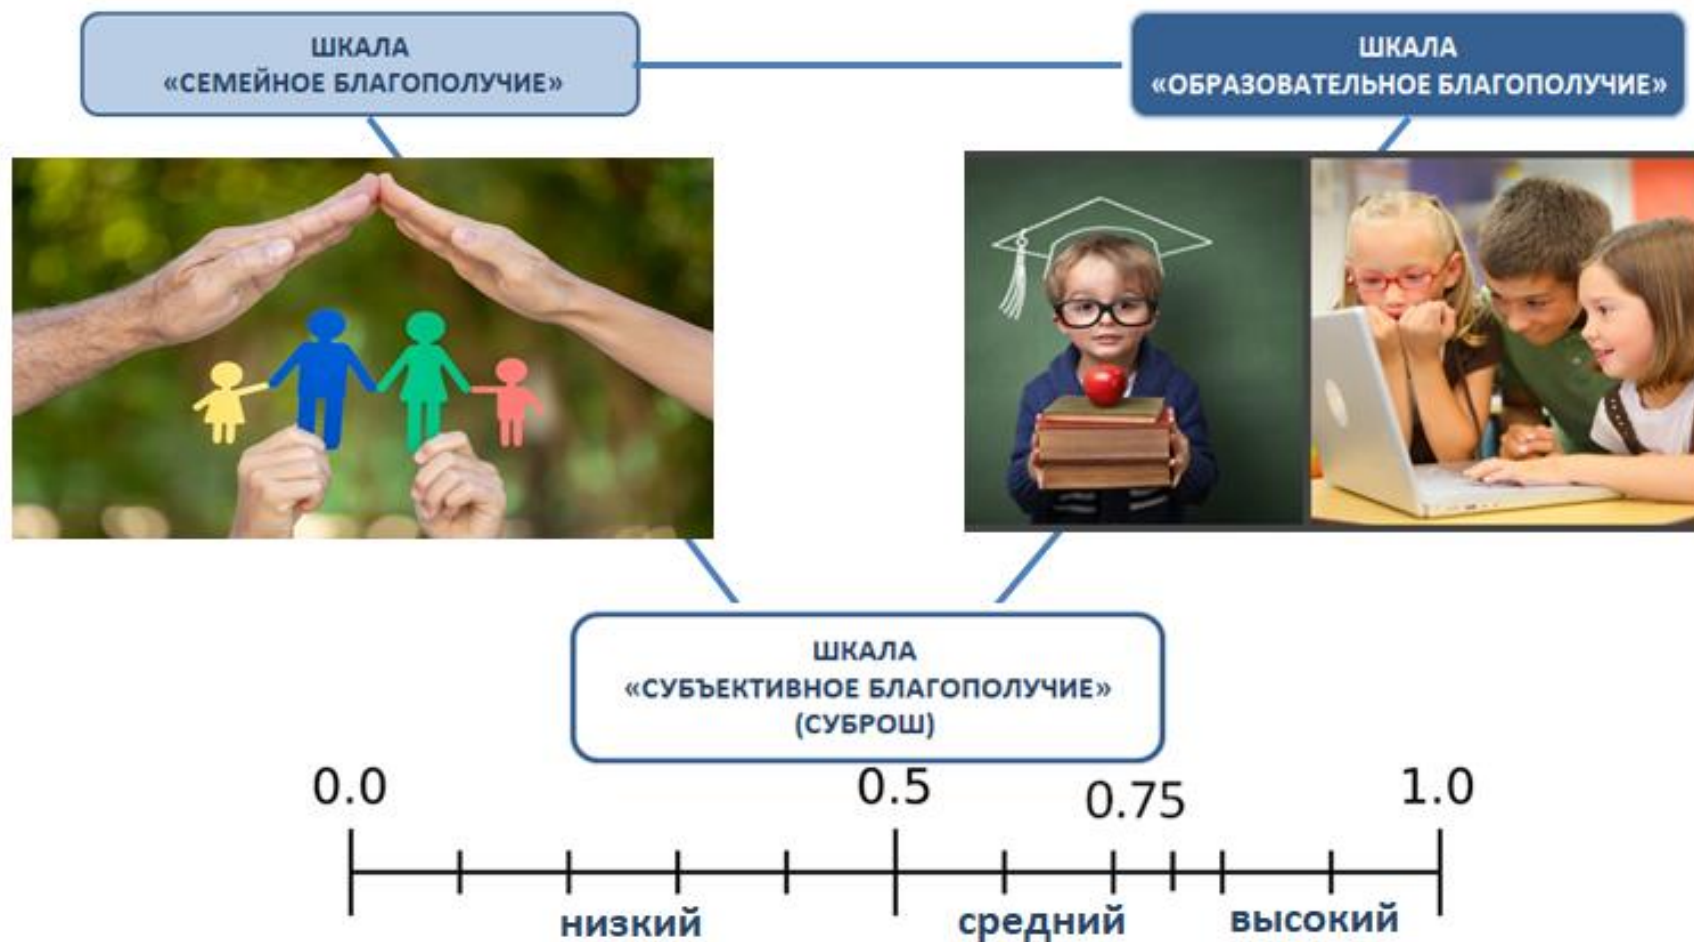 ШКАЛА
«СЕМЕЙНОЕ БЛАГОПОЛУЧИЕ»
ШКАЛА
«ОБРАЗОВАТЕЛЬНОЕ БЛАГОПОЛУЧИЕ»
ШКАЛА
«СУБЪЕКТИВНОЕ БЛАГОПОЛУЧИЕ»
(СУБРОШ)
0.0 0.5 0.75 1.0
низкий средний высокий